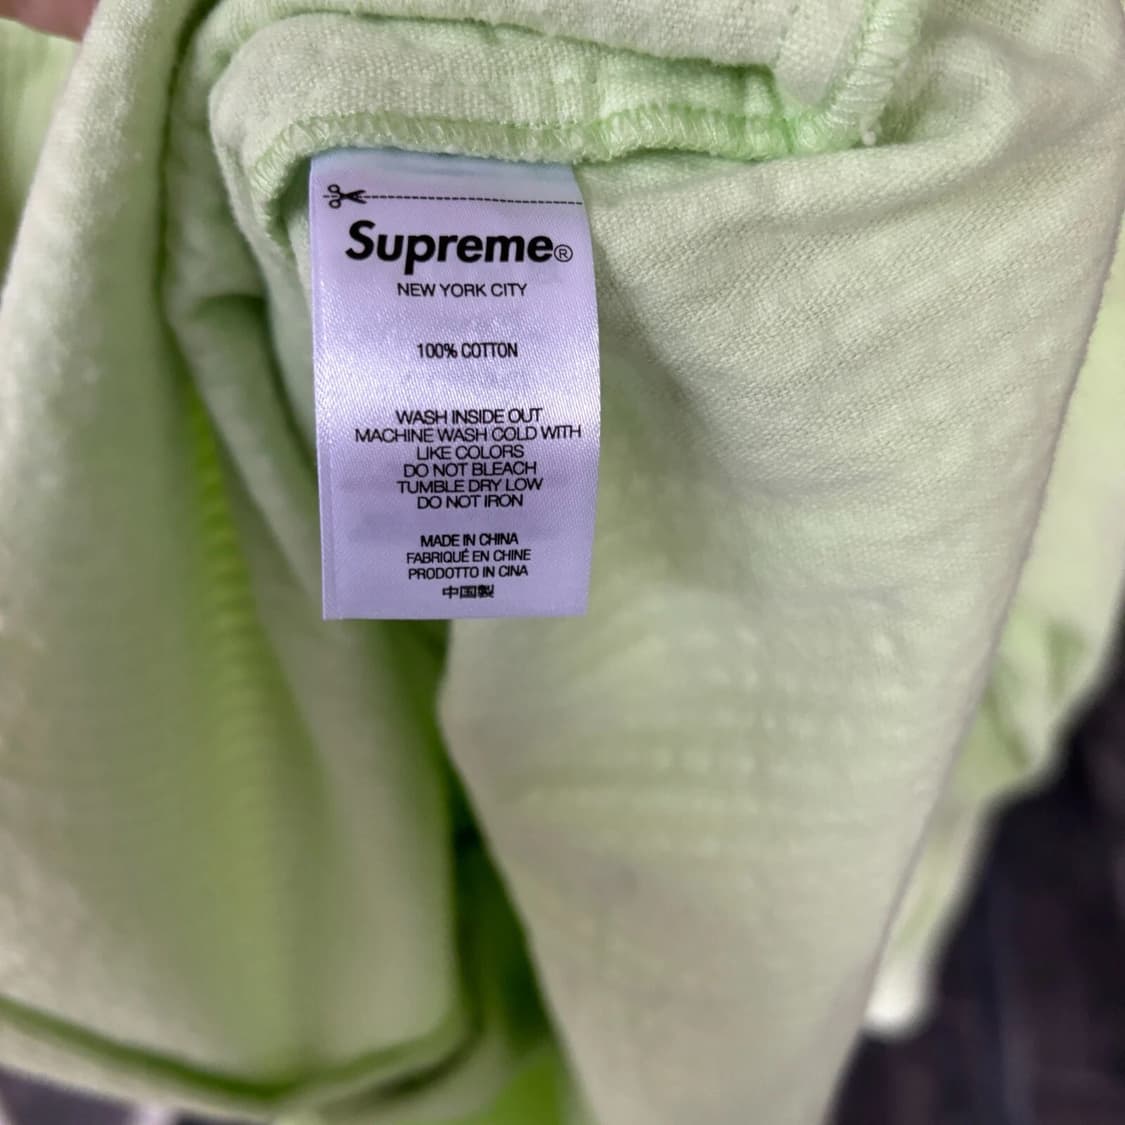 Supreme®
NEW YORK CITY
100% COTTON
WASH INSIDE OUT
MACHINE WASH COLD WITH
LIKE COLORS
DO NOT BLEACH
TUMBLE DRY LOW
DO NOT IRON
MADE IN CHINA
FABRIQUÉ EN CHINE
PRODOTTO IN CINA
中国製